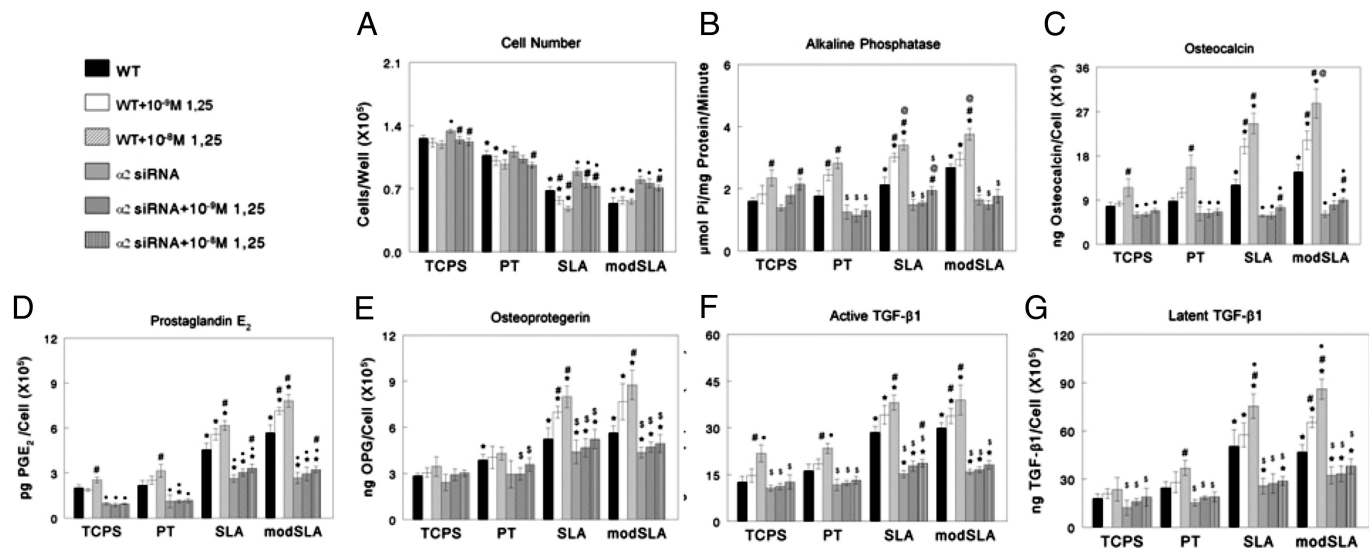 WT
WT+10⁻⁹M 1,25
WT+10⁻⁸M 1,25
α2 siRNA
α2 siRNA+10⁻⁹M 1,25
α2 siRNA+10⁻⁸M 1,25
A
Cell Number
Cells/Well (X10⁵)
2.1
1.4
0.7
0.0
TCPS PT SLA modSLA
B
Alkaline Phosphatase
μmol Pi/mg Protein/Minute
6
4
2
0
TCPS PT SLA modSLA
C
Osteocalcin
ng Osteocalcin/Cell (X10⁵)
36
27
18
9
0
TCPS PT SLA modSLA
D
Prostaglandin E₂
pg PGE₂ /Cell (X10⁵)
12
9
6
3
0
TCPS PT SLA modSLA
E
Osteoprotegerin
ng OPG/Cell (X10⁵)
12
9
6
3
0
TCPS PT SLA modSLA
F
Active TGF-β1
60
45
30
15
0
TCPS PT SLA modSLA
G
Latent TGF-β1
ng TGF-β1/Cell (X10⁵)
120
90
60
30
0
TCPS PT SLA modSLA